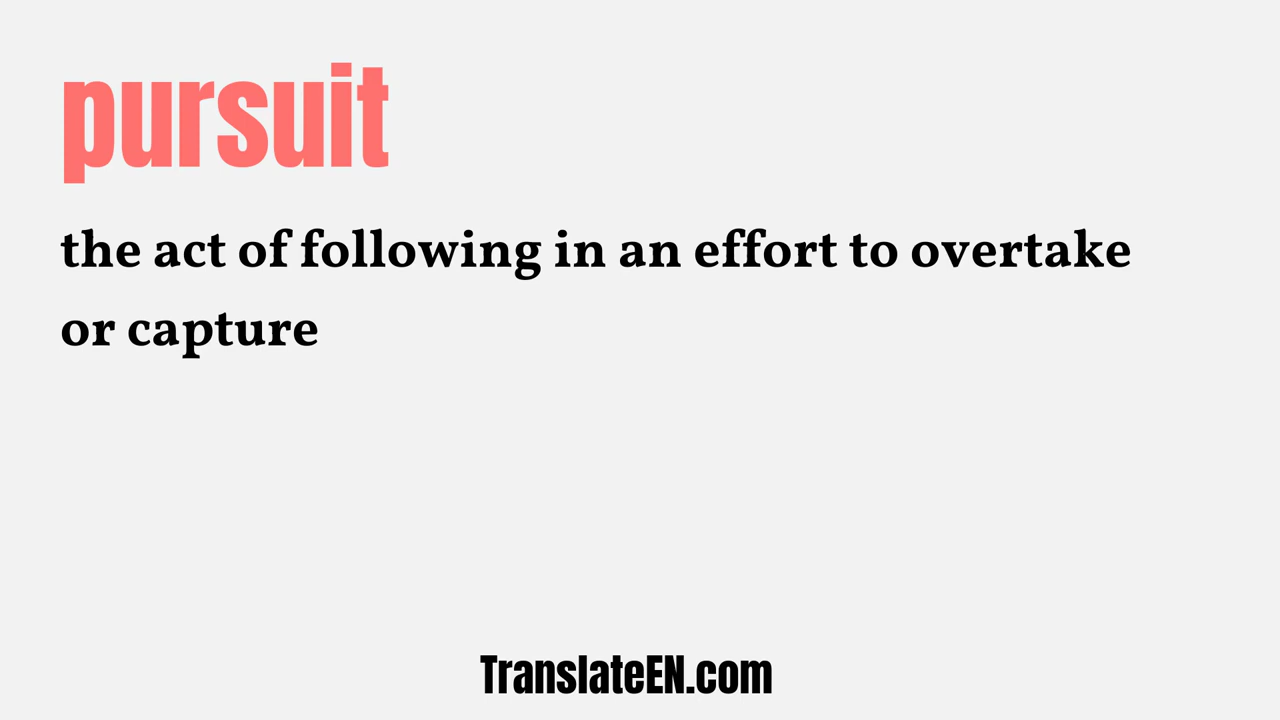 pursuit
the act of following in an effort to overtake
or capture
TranslateEN.com